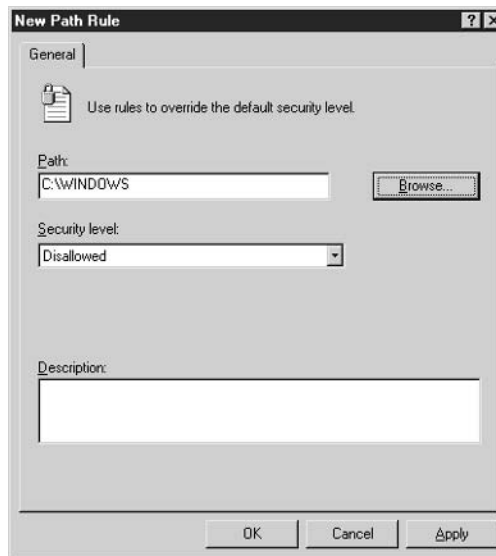 New Path Rule
General
Use rules to override the default security level.
Path:
C:\WINDOWS
Browse...
Security level:
Disallowed
Description:
OK Cancel Apply